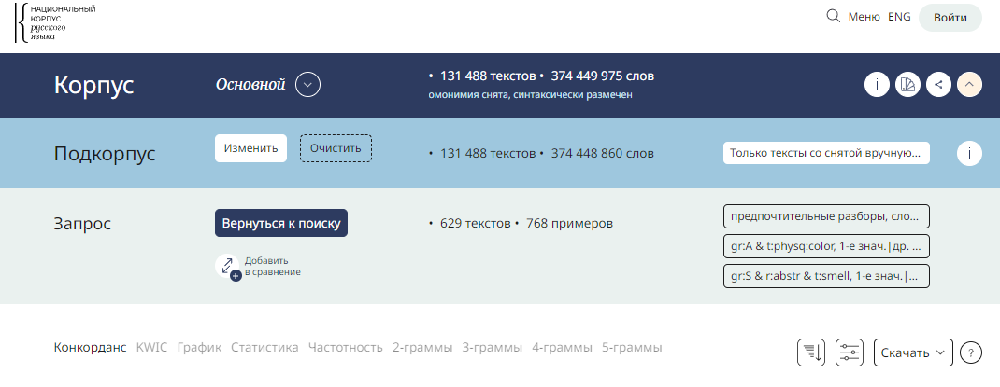 НАЦИОНАЛЬНЫЙ
КОРПУС
русского
языка
Меню ENG Войти
Корпус
Основной
• 131 488 текстов • 374 449 975 слов
омонимия снята, синтаксически размечен
i
Подкорпус
Изменить
Очистить
• 131 488 текстов • 374 448 860 слов
Только тексты со снятой вручную...
i
Запрос
Вернуться к поиску
• 629 текстов • 768 примеров
предпочтительные разборы, сло...
gr:A & t:physq:color, 1-е знач.|др. ...
gr:S & r:abstr & t:smell, 1-е знач.|...
Добавить
в сравнение
Конкорданс KWIC График Статистика Частотность 2-граммы 3-граммы 4-граммы 5-граммы
Скачать
?